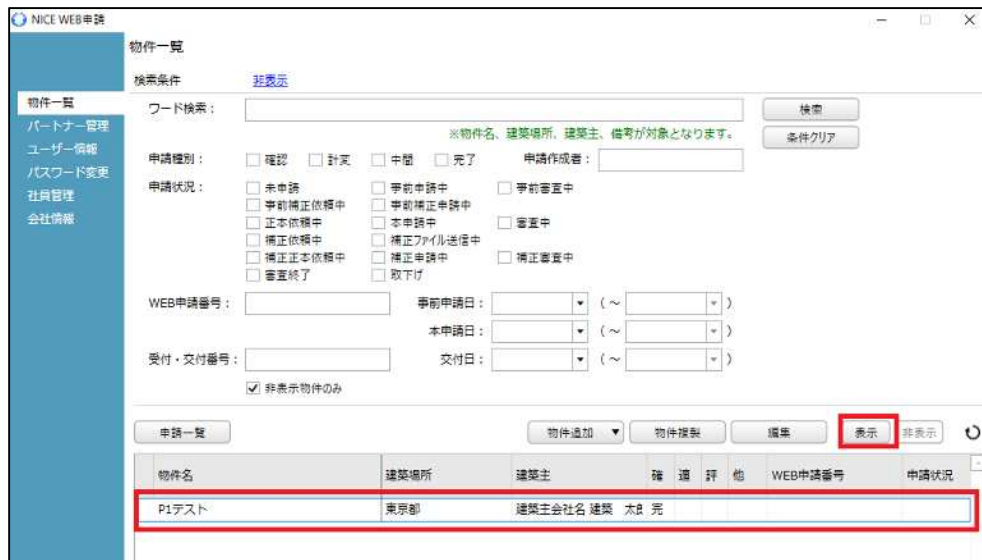 NICE WEB申請
物件一覧
検索条件 非表示
物件一覧
パートナー管理
ユーザー情報
パスワード変更
社員管理
会社情報
ワード検索： 検索
※物件名、建築場所、建築主、備考が対象となります。 条件クリア
申請種別： 確認 計変 中間 完了 申請作成者：
申請状況： 未申請 事前申請中 事前審査中
事前補正依頼中 事前補正申請中
正本依頼中 本申請中 審査中
補正依頼中 補正ファイル送信中
補正正本依頼中 補正申請中 補正審査中
審査終了 取下げ
WEB申請番号： 事前申請日： (～ )
本申請日： (～ )
受付・交付番号： 交付日： (～ )
非表示物件のみ
申請一覧 物件追加 ▼ 物件複製 編集 表示 非表示
物件名 建築場所 建築主 確 適 評 他 WEB申請番号 申請状況
P1テスト 東京都 建築主会社名 建築 太郎 完